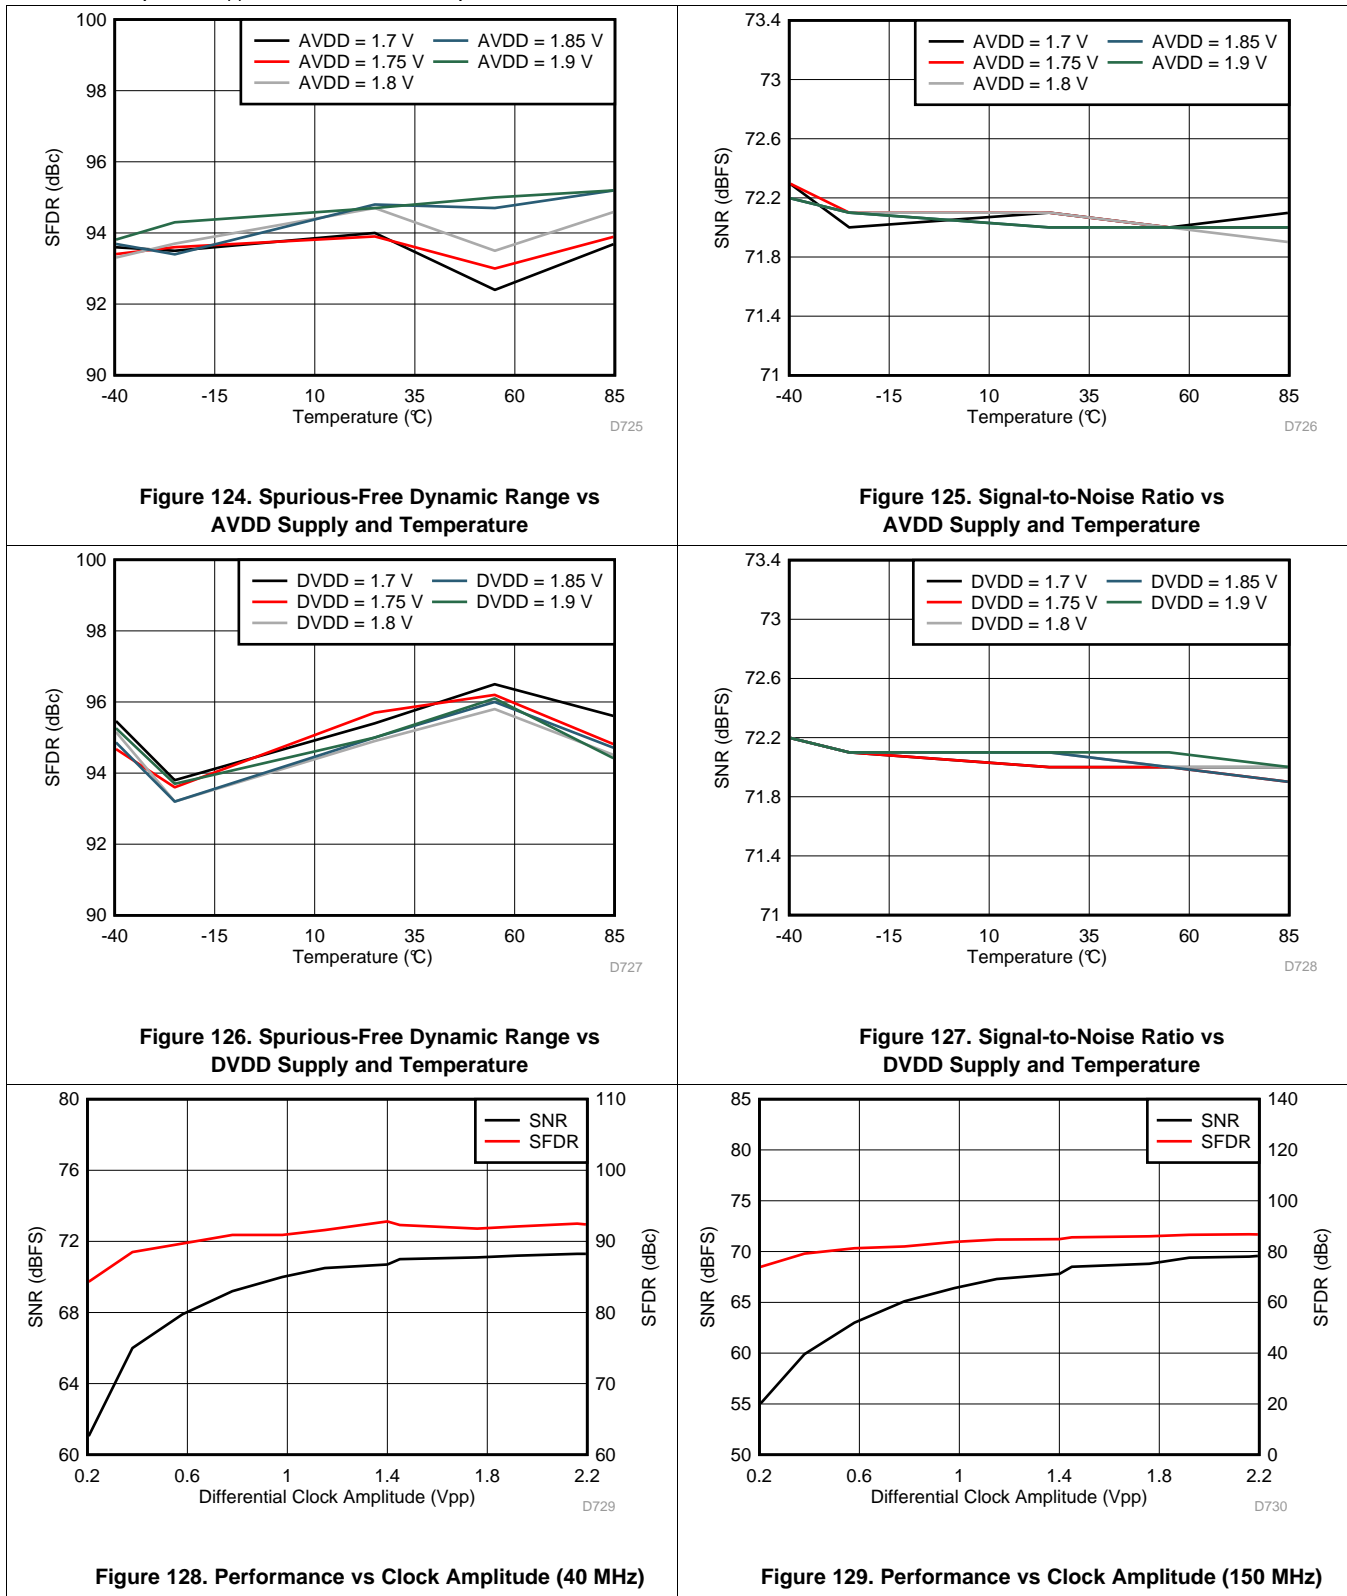 100
98
96
94
92
90
SFDR (dBc)
AVDD = 1.7 V
AVDD = 1.75 V
AVDD = 1.8 V
AVDD = 1.85 V
AVDD = 1.9 V
-40 -15 10 35 60 85
Temperature (°C)
D725
Figure 124. Spurious-Free Dynamic Range vs
AVDD Supply and Temperature
73.4
73
72.6
72.2
71.8
71.4
71
SNR (dBFS)
AVDD = 1.7 V
AVDD = 1.75 V
AVDD = 1.8 V
AVDD = 1.85 V
AVDD = 1.9 V
-40 -15 10 35 60 85
Temperature (°C)
D726
Figure 125. Signal-to-Noise Ratio vs
AVDD Supply and Temperature
100
98
96
94
92
90
SFDR (dBc)
DVDD = 1.7 V
DVDD = 1.75 V
DVDD = 1.8 V
DVDD = 1.85 V
DVDD = 1.9 V
-40 -15 10 35 60 85
Temperature (°C)
D727
Figure 126. Spurious-Free Dynamic Range vs
DVDD Supply and Temperature
73.4
73
72.6
72.2
71.8
71.4
71
SNR (dBFS)
DVDD = 1.7 V
DVDD = 1.75 V
DVDD = 1.8 V
DVDD = 1.85 V
DVDD = 1.9 V
-40 -15 10 35 60 85
Temperature (°C)
D728
Figure 127. Signal-to-Noise Ratio vs
DVDD Supply and Temperature
80
76
72
68
64
60
SNR (dBFS)
SNR
SFDR
110
100
90
80
70
60
SFDR (dBc)
0.2 0.6 1 1.4 1.8 2.2
Differential Clock Amplitude (Vpp)
D729
Figure 128. Performance vs Clock Amplitude (40 MHz)
85
80
75
70
65
60
55
50
SNR (dBFS)
SNR
SFDR
140
120
100
80
60
40
20
0
SFDR (dBc)
0.2 0.6 1 1.4 1.8 2.2
Differential Clock Amplitude (Vpp)
D730
Figure 129. Performance vs Clock Amplitude (150 MHz)